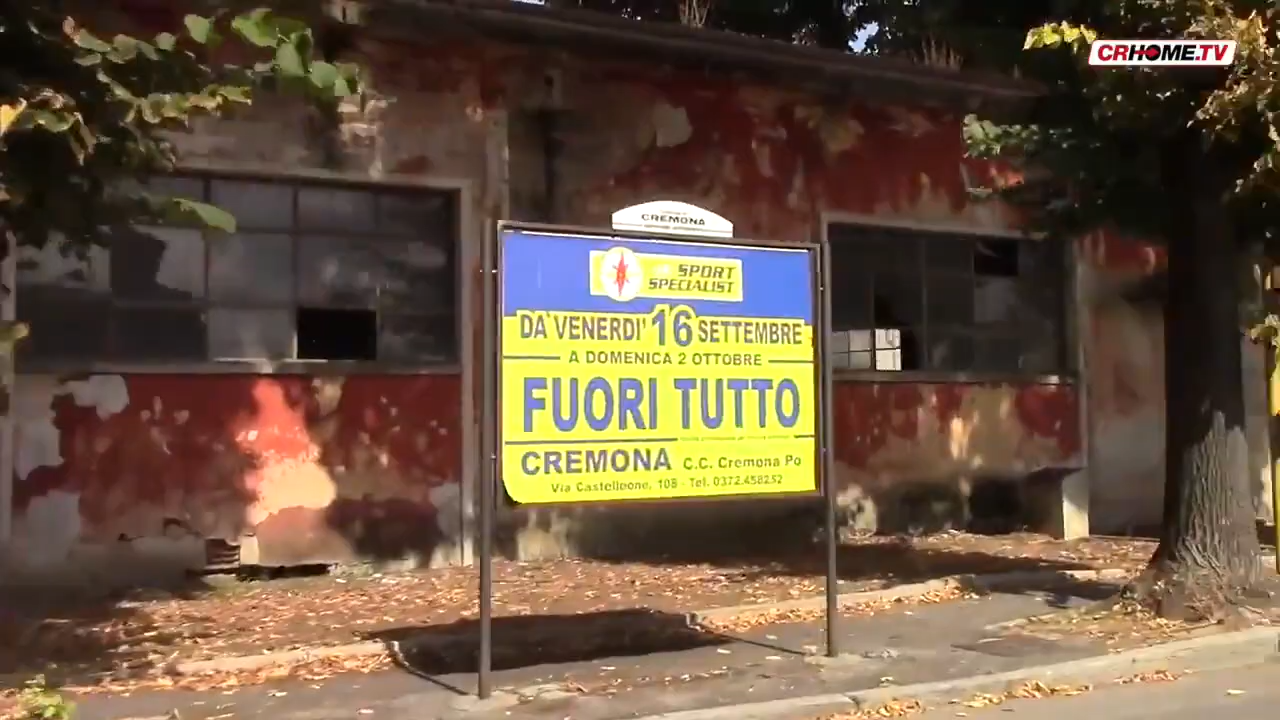 CRHOME.TV
CREMONA
SPORT
SPECIALIST
DA VENERDI' 16 SETTEMBRE
A DOMENICA 2 OTTOBRE
FUORI TUTTO
CREMONA C.C. Cremona Po
Via Castelleone, 108 - Tel. 0372.458252